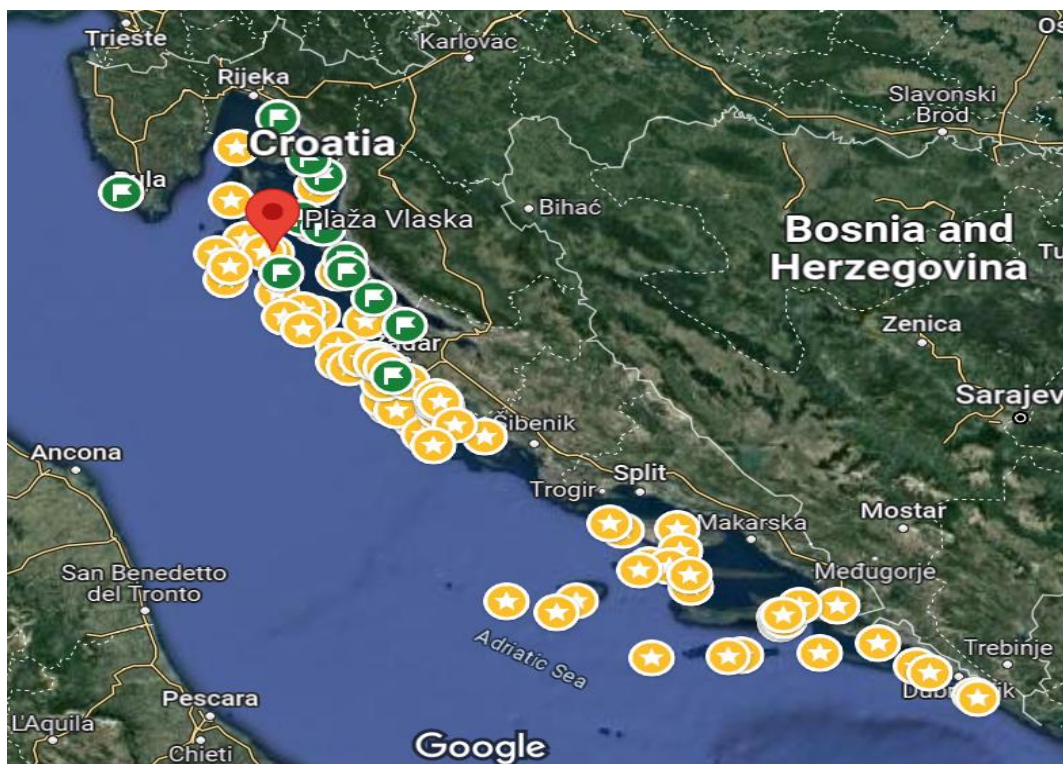 Trieste
Karlovac
Rijeka
Slavonski
Brod
Croatia
Bihać
Plaža Vlaska
Bosnia and
Herzegovina
Zenica
Sarajev
Šibenik
Ancona
Split
Trogir
Mostar
Makarska
San Benedetto
del Tronto
Međugorje
Adriatic Sea
Trebinje
Pescara
L'Aquila
Chieti
Google